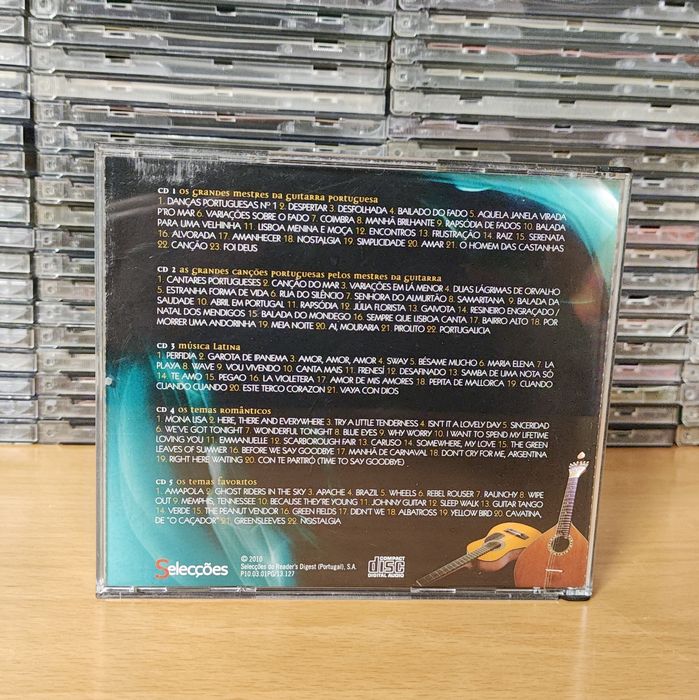 CD 1 OS GRANDES MESTRES DA GUITARRA PORTUGUESA
1. DANÇAS PORTUGUESAS Nº 1 2. DESPERTAR 3. DESFOLHADA 4. BAILADO DO FADO 5. AQUELA JANELA VIRADA
P'RO MAR 6. VARIAÇÕES SOBRE O FADO 7. COIMBRA 8. MANHÃ BRILHANTE 9. RAPSÓDIA DE FADOS 10. BALADA
PARA UMA VELHINHA 11. LISBOA MENINA E MOÇA 12. ENCONTROS 13. FRUSTRAÇÃO 14. RAIZ 15. SERENATA
16. ALVORADA 17. AMANHECER 18. NOSTALGIA 19. SIMPLICIDADE 20. AMAR 21. O HOMEM DAS CASTANHAS
22. CANÇÃO 23. FOI DEUS
CD 2 AS GRANDES CANÇÕES PORTUGUESAS PELOS MESTRES DA GUITARRA
1. CANTARES PORTUGUESES 2. CANÇÃO DO MAR 3. VARIAÇÕES EM LÁ MENOR 4. DUAS LÁGRIMAS DE ORVALHO
5. ESTRANHA FORMA DE VIDA 6. RUA DO SILÊNCIO 7. SENHORA DO ALMURTÃO 8. SAMARITANA 9. BALADA DA
SAUDADE 10. ABRIL EM PORTUGAL 11. RAPSÓDIA 12. JÚLIA FLORISTA 13. GAIVOTA 14. RESINEIRO ENGRAÇADO /
NATAL DOS MENDIGOS 15. BALADA DO MONDEGO 16. SEMPRE QUE LISBOA CANTA 17. BAIRRO ALTO 18. POR
MORRER UMA ANDORINHA 19. MEIA NOITE 20. AI, MOURARIA 21. PIROLITO 22. PORTUGALICIA
CD 3 MÚSICA LATINA
1. PERFIDIA 2. GAROTA DE IPANEMA 3. AMOR, AMOR, AMOR 4. SWAY 5. BÉSAME MUCHO 6. MARIA ELENA 7. LA
PLAYA 8. WAVE 9. VOU VIVENDO 10. CANTA MAIS 11. FRENESÍ 12. DESAFINADO 13. SAMBA DE UMA NOTA SÓ
14. TE AMO 15. PEGAO 16. LA VIOLETERA 17. AMOR DE MIS AMORES 18. PEPITA DE MALLORCA 19. CUANDO
CUANDO CUANDO 20. ESTE TERCO CORAZON 21. VAYA CON DIOS
CD 4 OS TEMAS ROMÂNTICOS
1. MONA LISA 2. HERE, THERE AND EVERYWHERE 3. TRY A LITTLE TENDERNESS 4. ISN'T IT A LOVELY DAY 5. SINCERIDAD
6. WE'VE GOT TONIGHT 7. WONDERFUL TONIGHT 8. BLUE EYES 9. WHY WORRY 10. I WANT TO SPEND MY LIFETIME
LOVING YOU 11. EMMANUELLE 12. SCARBOROUGH FAIR 13. CARUSO 14. SOMEWHERE, MY LOVE 15. THE GREEN
LEAVES OF SUMMER 16. BEFORE WE SAY GOODBYE 17. MANHÃ DE CARNAVAL 18. DON'T CRY FOR ME, ARGENTINA
19. RIGHT HERE WAITING 20. CON TE PARTIRÓ (TIME TO SAY GOODBYE)
CD 5 OS TEMAS FAVORITOS
1. AMAPOLA 2. GHOST RIDERS IN THE SKY 3. APACHE 4. BRAZIL 5. WHEELS 6. REBEL ROUSER 7. RAUNCHY 8. WIPE
OUT 9. MEMPHIS, TENNESSEE 10. BECAUSE THEY'RE YOUNG 11. JOHNNY GUITAR 12. SLEEP WALK 13. GUITAR TANGO
14. VERDE 15. THE PEANUT VENDOR 16. GREEN FIELDS 17. DIDN'T WE 18. ALBATROSS 19. YELLOW BIRD 20. CAVATINA,
DE "O CAÇADOR" 21. GREENSLEEVES 22. NOSTALGIA
Selecções
© 2010
Selecções do Reader's Digest (Portugal), S.A.
P10.03.01PG/13.127
COMPACT
disc
DIGITAL AUDIO